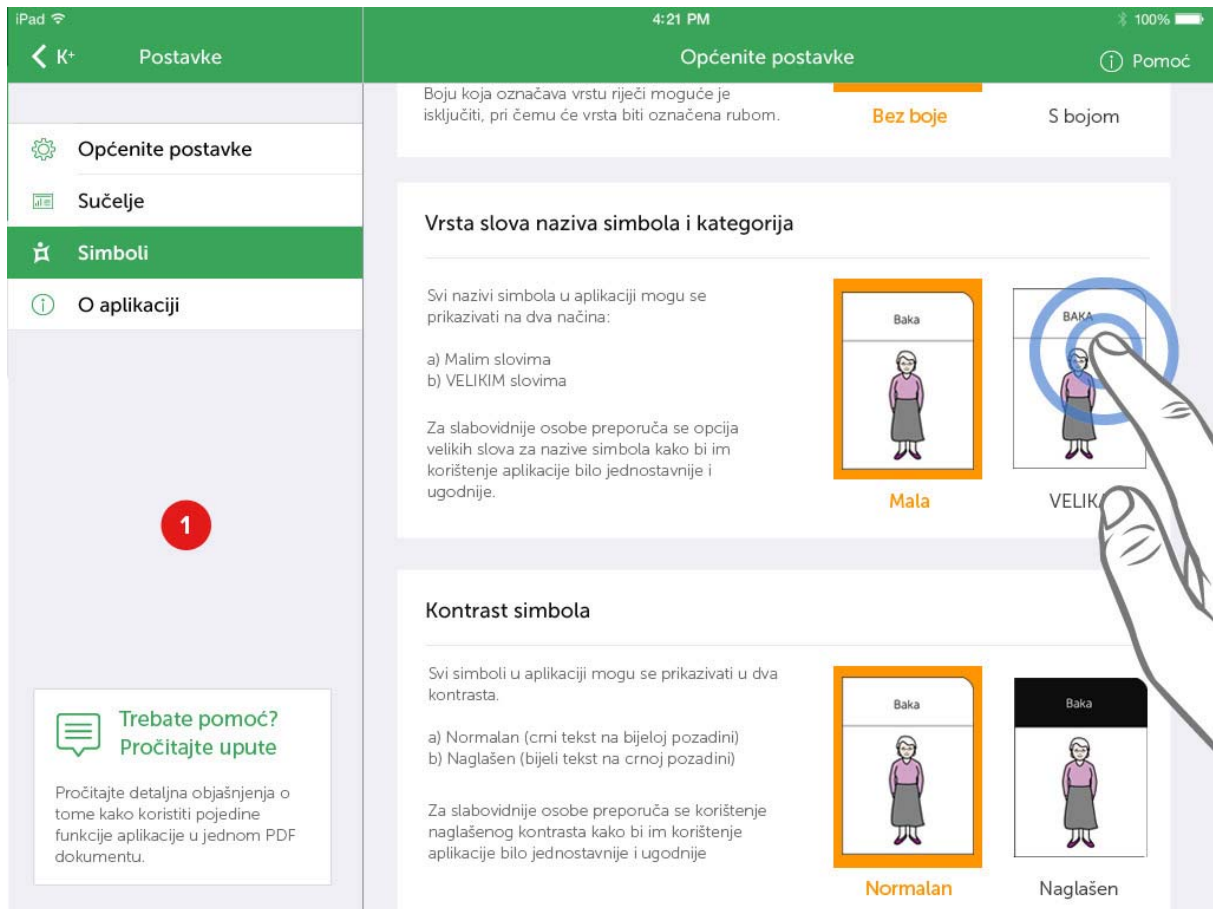 iPad
4:21 PM
100%
K+
Postavke
Općenite postavke
Pomoć
Općenite postavke
Sučelje
Simboli
O aplikaciji
1
Trebate pomoć?
Pročitajte upute
Pročitajte detaljna objašnjenja o
tome kako koristiti pojedine
funkcije aplikacije u jednom PDF
dokumentu.
Boju koja označava vrstu riječi moguće je
isključiti, pri čemu će vrsta biti označena rubom.
Bez boje
S bojom
Vrsta slova naziva simbola i kategorija
Svi nazivi simbola u aplikaciji mogu se
prikazivati na dva načina:
a) Malim slovima
b) VELIKIM slovima
Za slabovidnije osobe preporuča se opcija
velikih slova za nazive simbola kako bi im
korištenje aplikacije bilo jednostavnije i
ugodnije.
Baka
Mala
BAKA
Kontrast simbola
Svi simboli u aplikaciji mogu se prikazivati u dva
kontrasta.
a) Normalan (crni tekst na bijeloj pozadini)
b) Naglašen (bijeli tekst na crnoj pozadini)
Za slabovidnije osobe preporuča se korištenje
naglašenog kontrasta kako bi im korištenje
aplikacije bilo jednostavnije i ugodnije
Baka
Normalan
Baka
Naglašen